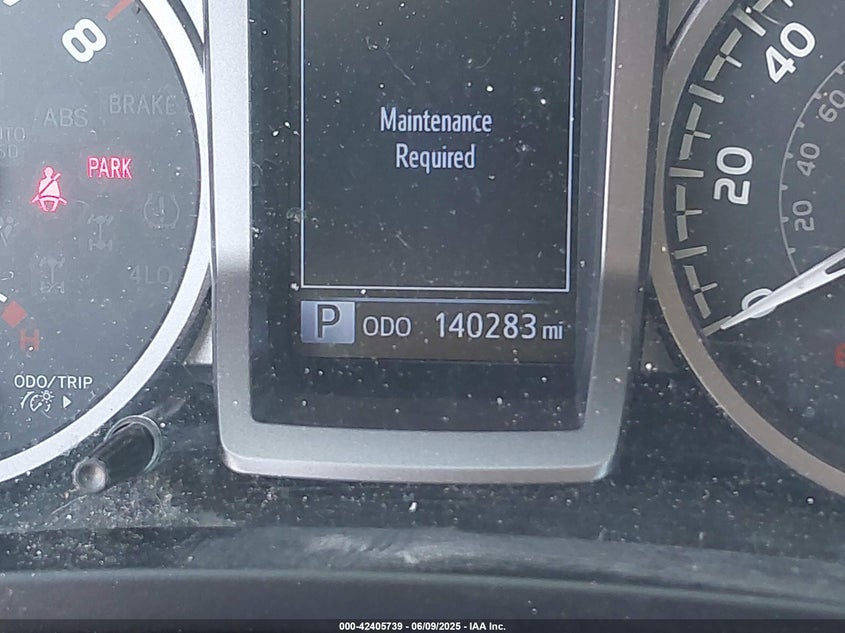 8
ABS
BRAKE
PARK
4LO
H
ODO/TRIP
Maintenance
Required
P ODO 140283 mi
40
20
0
60
40
20
000-42405739 - 06/09/2025 - IAA Inc.